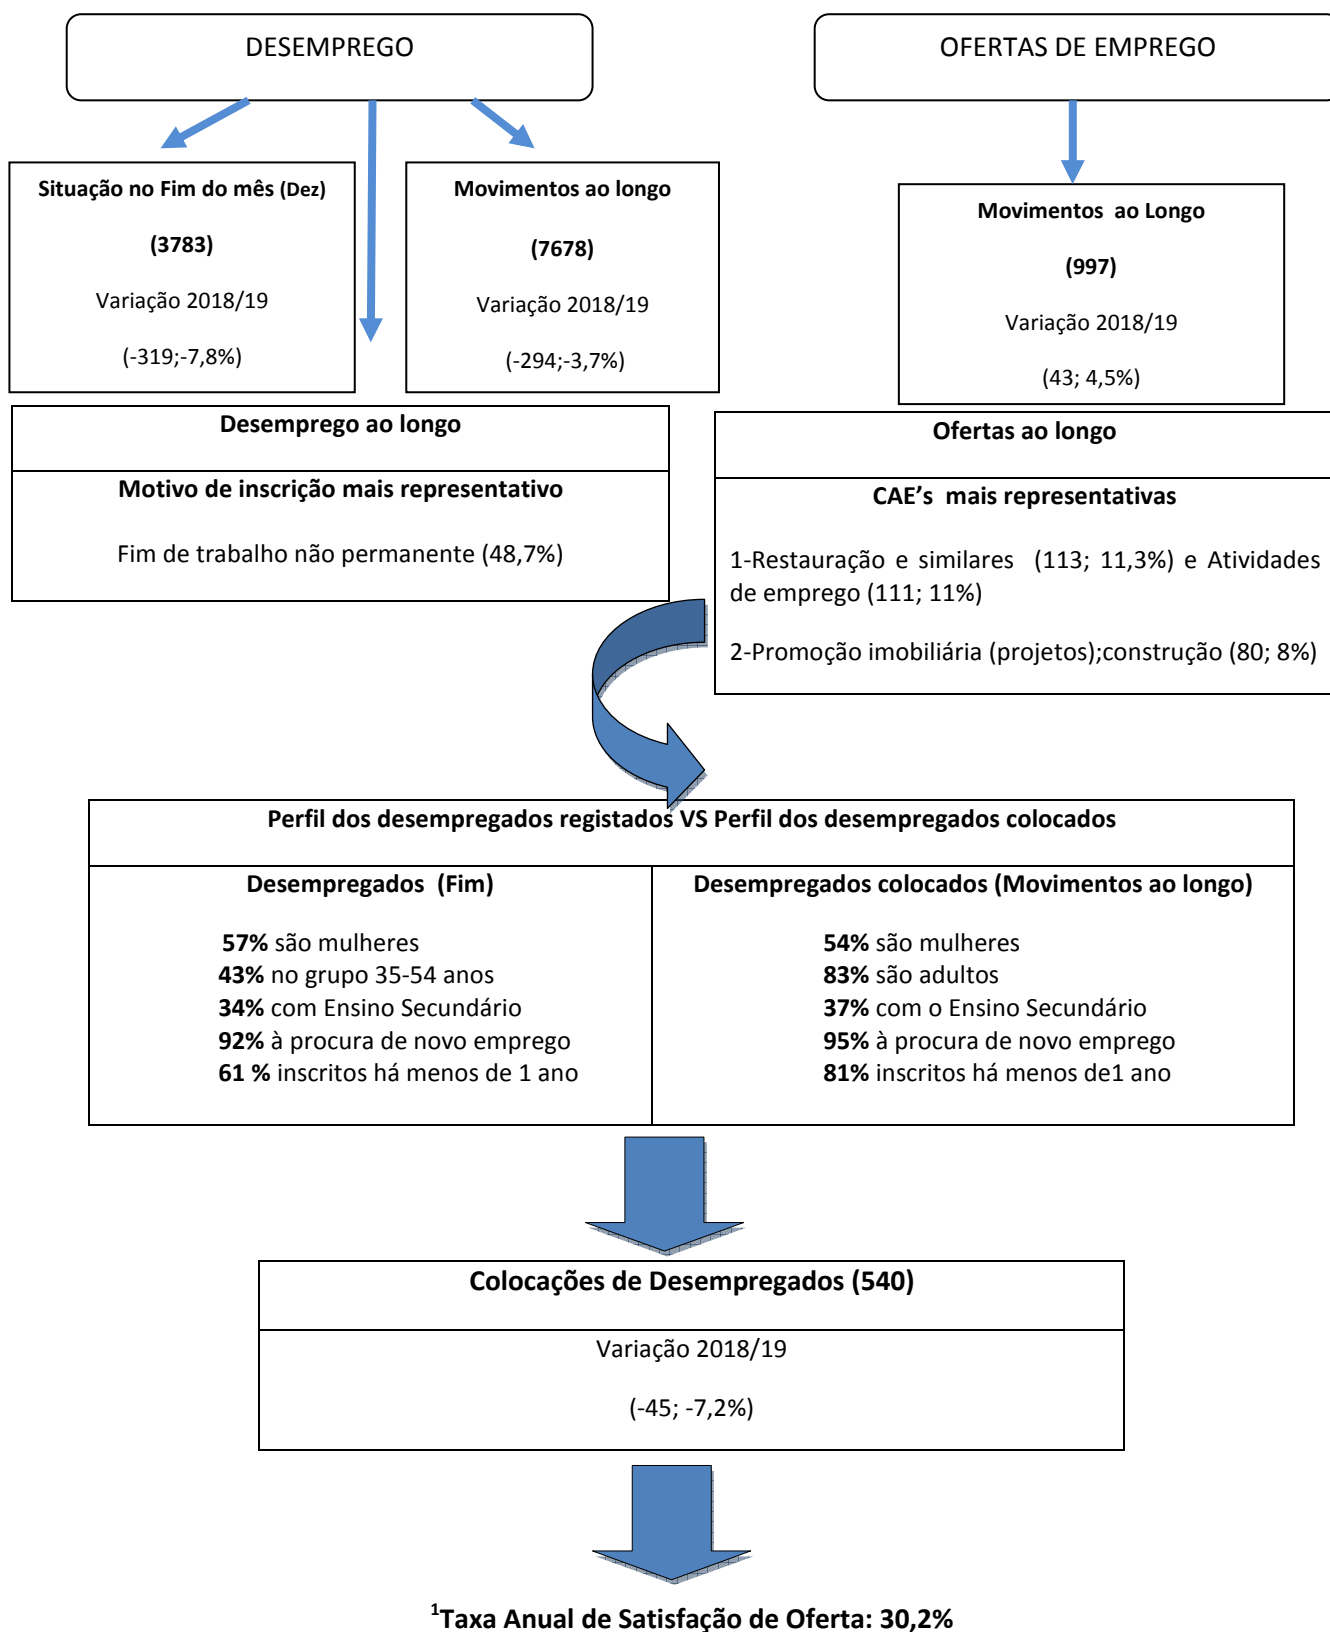 DESEMPREGO
OFERTAS DE EMPREGO
Situação no Fim do mês (Dez)
(3783)
Variação 2018/19
(-319;-7,8%)
Movimentos ao longo
(7678)
Variação 2018/19
(-294;-3,7%)
Movimentos ao Longo
(997)
Variação 2018/19
(43; 4,5%)
Desemprego ao longo
Motivo de inscrição mais representativo
Fim de trabalho não permanente (48,7%)
Ofertas ao longo
CAE's mais representativas
1-Restauração e similares (113; 11,3%) e Atividades
de emprego (111; 11%)
2-Promoção imobiliária (projetos);construção (80; 8%)
Perfil dos desempregados registados VS Perfil dos desempregados colocados
Desempregados (Fim)
57% são mulheres
43% no grupo 35-54 anos
34% com Ensino Secundário
92% à procura de novo emprego
61 % inscritos há menos de 1 ano
Desempregados colocados (Movimentos ao longo)
54% são mulheres
83% são adultos
37% com o Ensino Secundário
95% à procura de novo emprego
81% inscritos há menos de1 ano
Colocações de Desempregados (540)
Variação 2018/19
(-45; -7,2%)
¹Taxa Anual de Satisfação de Oferta: 30,2%